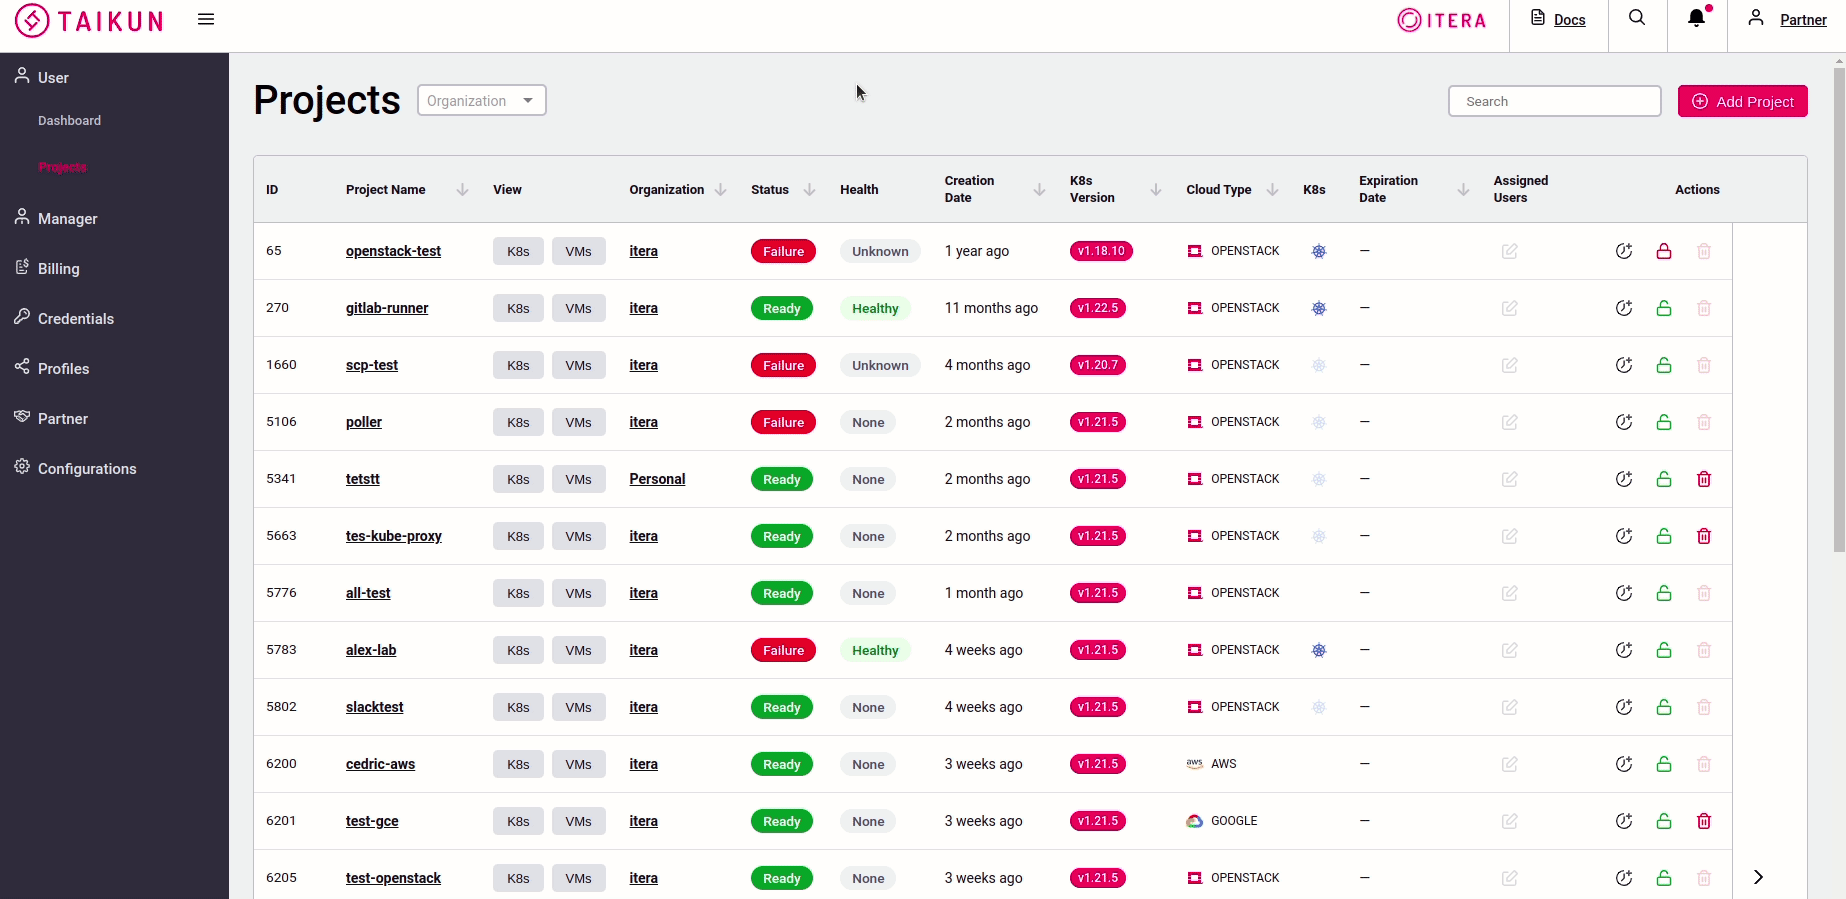 TAIKUN
ITERA
Docs
Partner
User
Dashboard
Projects
Manager
Billing
Credentials
Profiles
Partner
Configurations
Projects
Organization
Search
Add Project
ID Project Name View Organization Status Health Creation Date K8s Version Cloud Type K8s Expiration Date Assigned Users Actions
65 openstack-test K8s VMs itera Failure Unknown 1 year ago v1.18.10 OPENSTACK —
270 gitlab-runner K8s VMs itera Ready Healthy 11 months ago v1.22.5 OPENSTACK —
1660 scp-test K8s VMs itera Failure Unknown 4 months ago v1.20.7 OPENSTACK —
5106 poller K8s VMs itera Failure None 2 months ago v1.21.5 OPENSTACK —
5341 tetstt K8s VMs Personal Ready None 2 months ago v1.21.5 OPENSTACK —
5663 tes-kube-proxy K8s VMs itera Ready None 2 months ago v1.21.5 OPENSTACK —
5776 all-test K8s VMs itera Ready None 1 month ago v1.21.5 OPENSTACK —
5783 alex-lab K8s VMs itera Failure Healthy 4 weeks ago v1.21.5 OPENSTACK —
5802 slacktest K8s VMs itera Ready None 4 weeks ago v1.21.5 OPENSTACK —
6200 cedric-aws K8s VMs itera Ready None 3 weeks ago v1.21.5 aws AWS —
6201 test-gce K8s VMs itera Ready None 3 weeks ago v1.21.5 GOOGLE —
6205 test-openstack K8s VMs itera Ready None 3 weeks ago v1.21.5 OPENSTACK —